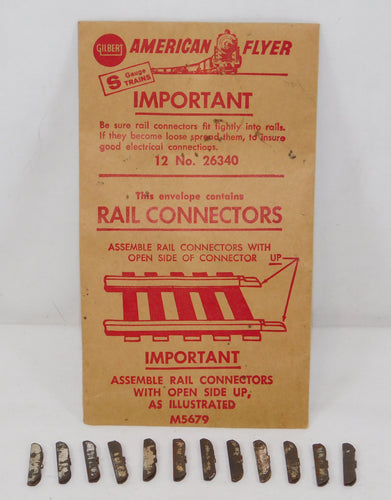 GILBERT AMERICAN FLYER
S Gauge TRAINS
IMPORTANT
Be sure rail connectors fit tightly into rails.
If they become loose spread them, to insure
good electrical connections.
12 No. 26340
This envelope contains
RAIL CONNECTORS
ASSEMBLE RAIL CONNECTORS WITH
OPEN SIDE OF CONNECTOR UP
IMPORTANT
ASSEMBLE RAIL CONNECTORS
WITH OPEN SIDE UP,
AS ILLUSTRATED
M5679